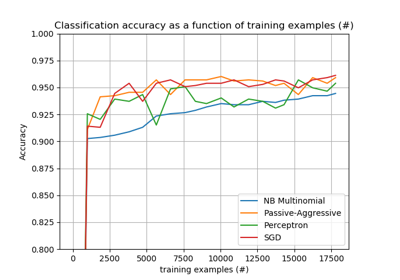 Classification accuracy as a function of training examples (#)
1.000
0.975
0.950
0.925
0.900
0.875
0.850
0.825
0.800
Accuracy
NB Multinomial
Passive-Aggressive
Perceptron
SGD
0 2500 5000 7500 10000 12500 15000 17500
training examples (#)